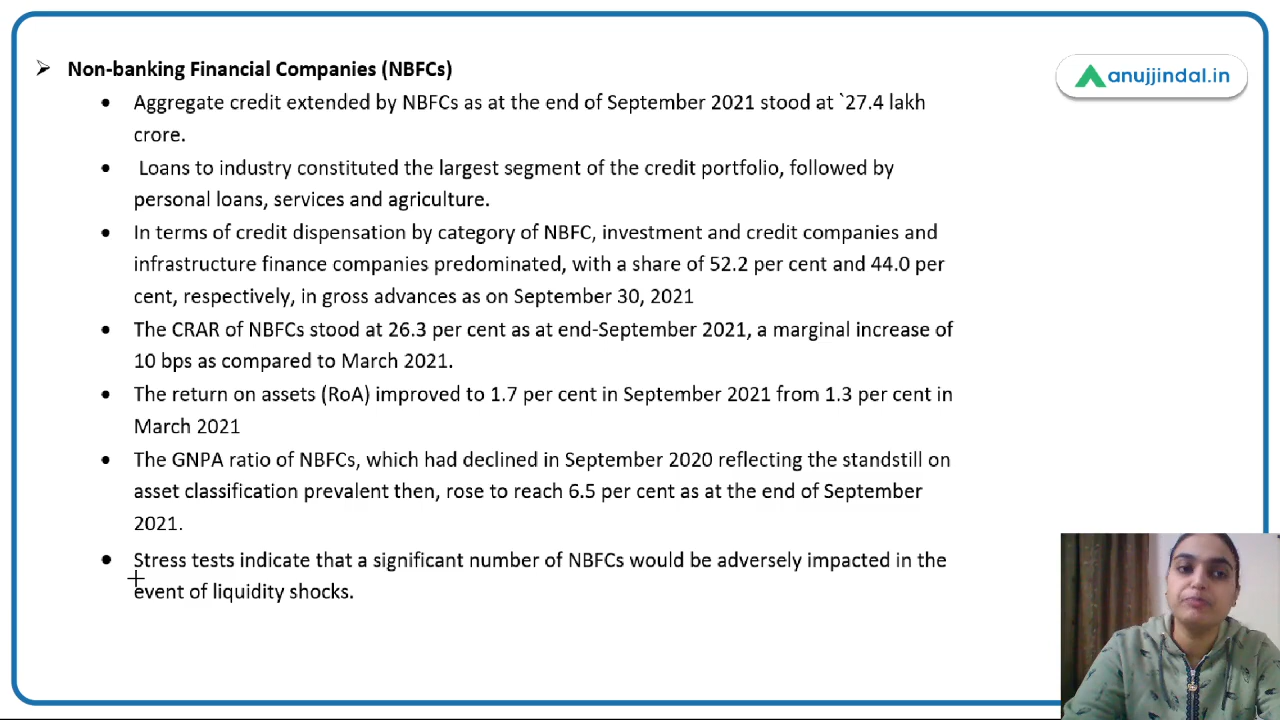 Non-banking Financial Companies (NBFCs)
anujjindal.in
Aggregate credit extended by NBFCs as at the end of September 2021 stood at `27.4 lakh
crore.
Loans to industry constituted the largest segment of the credit portfolio, followed by
personal loans, services and agriculture.
In terms of credit dispensation by category of NBFC, investment and credit companies and
infrastructure finance companies predominated, with a share of 52.2 per cent and 44.0 per
cent, respectively, in gross advances as on September 30, 2021
The CRAR of NBFCs stood at 26.3 per cent as at end-September 2021, a marginal increase of
10 bps as compared to March 2021.
The return on assets (RoA) improved to 1.7 per cent in September 2021 from 1.3 per cent in
March 2021
The GNPA ratio of NBFCs, which had declined in September 2020 reflecting the standstill on
asset classification prevalent then, rose to reach 6.5 per cent as at the end of September
2021.
Stress tests indicate that a significant number of NBFCs would be adversely impacted in the
event of liquidity shocks.